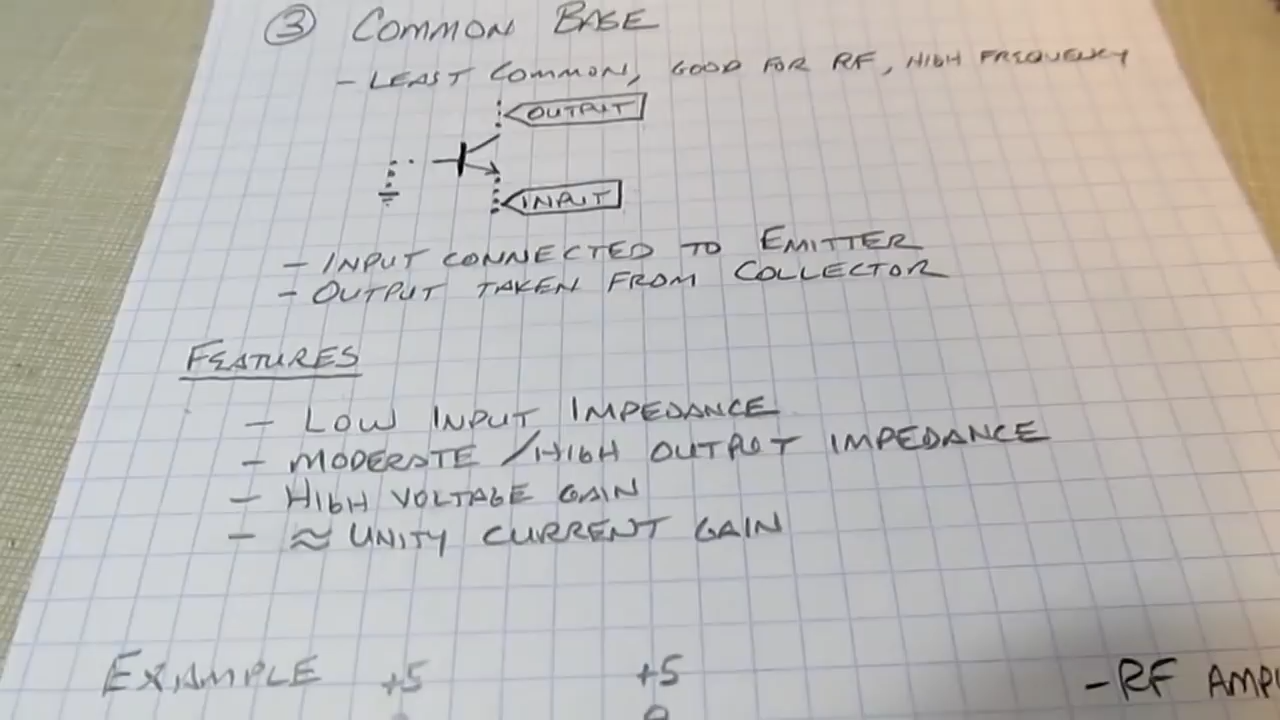 ③ COMMON BASE
- LEAST COMMON, GOOD FOR RF, HIGH FREQUENCY
OUTPUT
INPUT
- INPUT CONNECTED TO EMITTER
- OUTPUT TAKEN FROM COLLECTOR
FEATURES
- LOW INPUT IMPEDANCE
- MODERATE / HIGH OUTPUT IMPEDANCE
- HIGH VOLTAGE GAIN
- ≈ UNITY CURRENT GAIN
EXAMPLE +5 +5 - RF AMPL